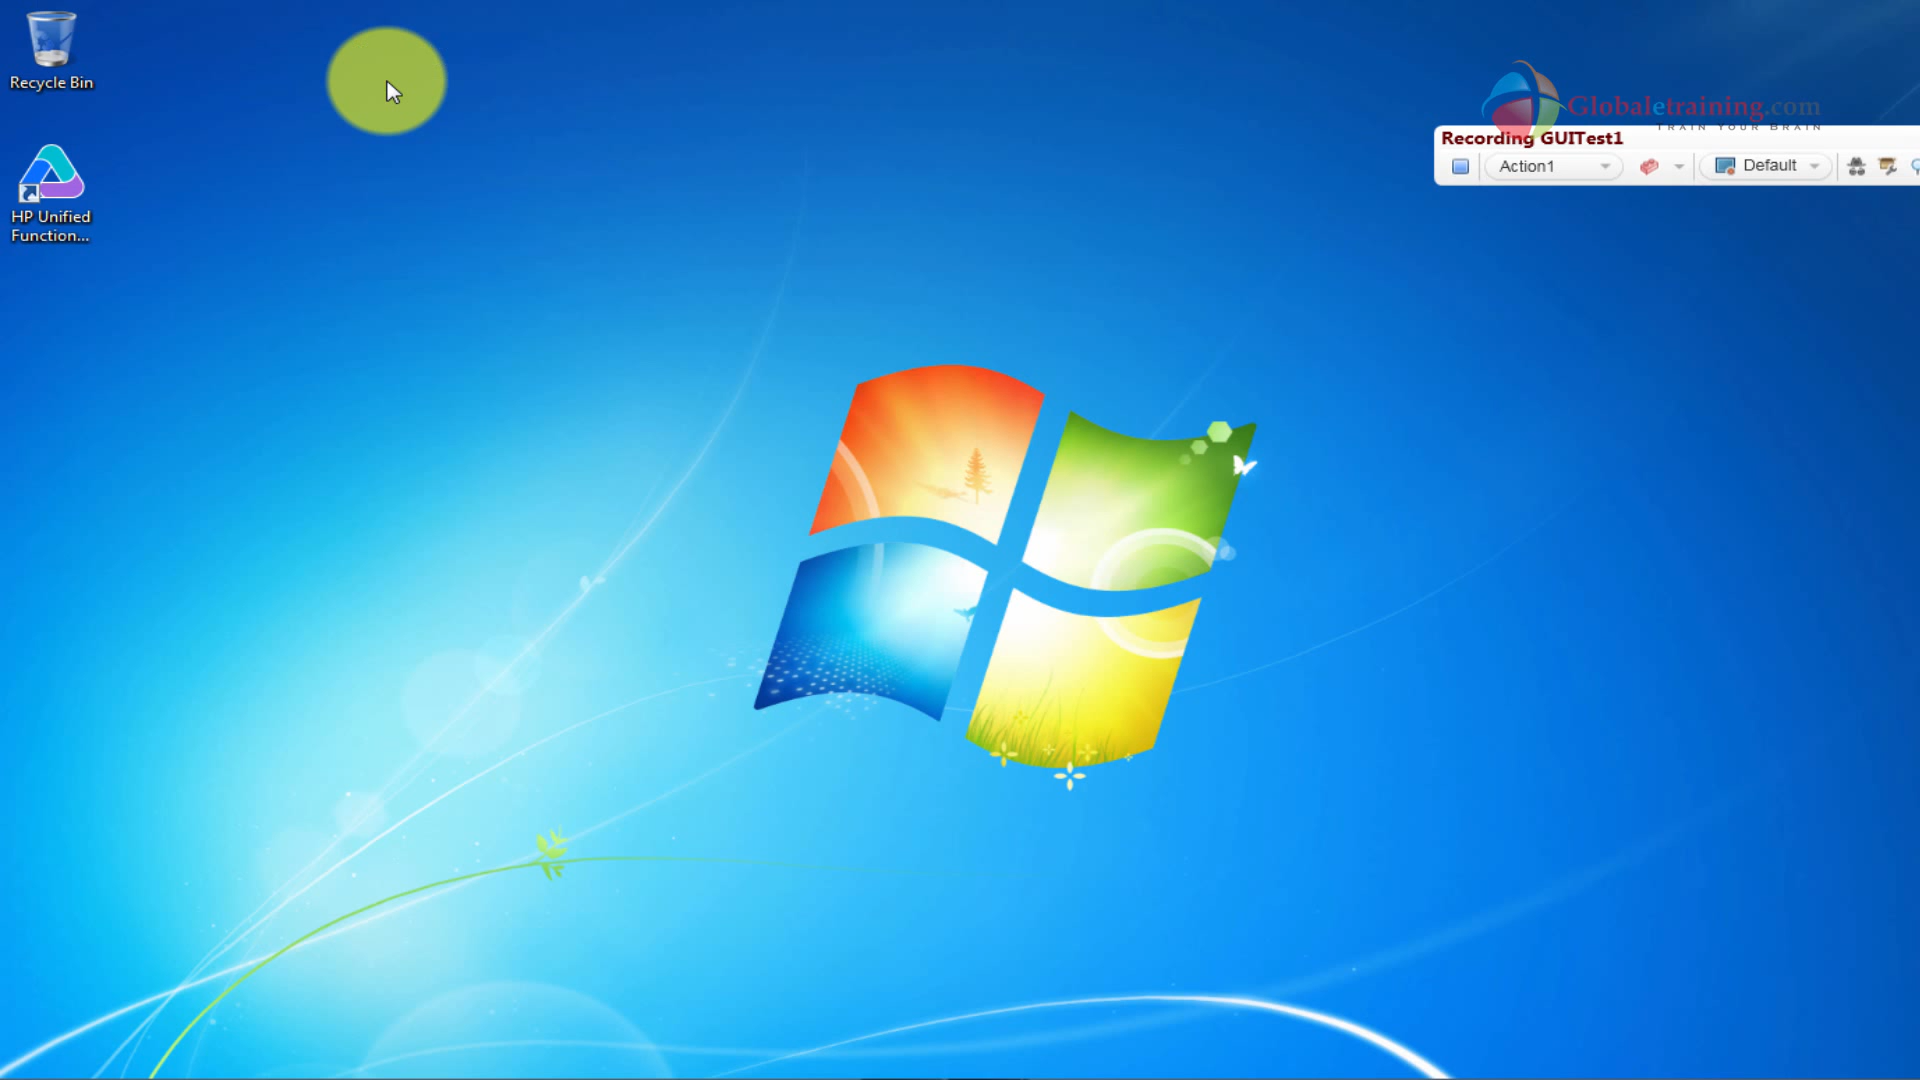 Recycle Bin
HP Unified
Function...
Globaletraining.com
TRAIN YOUR BRAIN
Recording GUITest1
Action1
Default